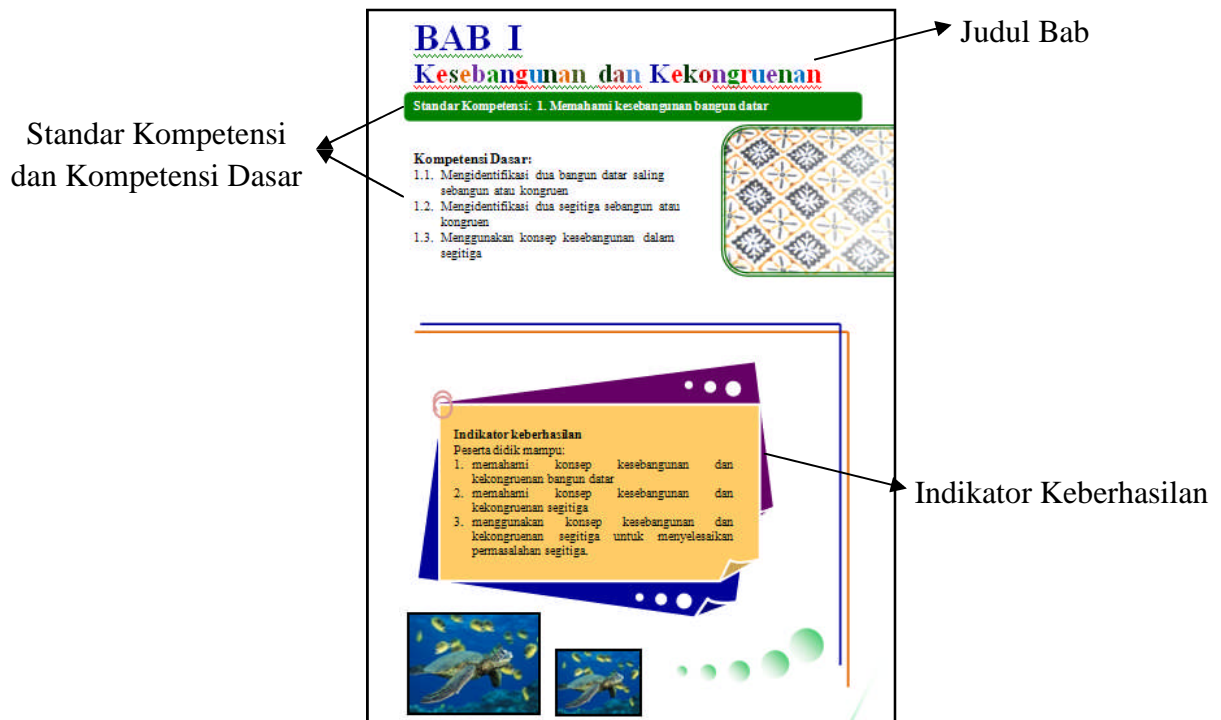 BAB I
Judul Bab
Kesebangunan dan Kekongruenan
Standar Kompetensi: 1. Memahami kesebangunan bangun datar
Standar Kompetensi
dan Kompetensi Dasar
Kompetensi Dasar:
1.1. Mengidentifikasi dua bangun datar saling
sebangun atau kongruen
1.2. Mengidentifikasi dua segitiga sebangun atau
kongruen
1.3. Menggunakan konsep kesebangunan dalam
segitiga
Indikator keberhasilan
Peserta didik mampu:
1. memahami konsep kesebangunan dan
kekongruenan bangun datar
2. memahami konsep kesebangunan dan
kekongruenan segitiga
3. menggunakan konsep kesebangunan dan
kekongruenan segitiga untuk menyelesaikan
permasalahan segitiga.
Indikator Keberhasilan